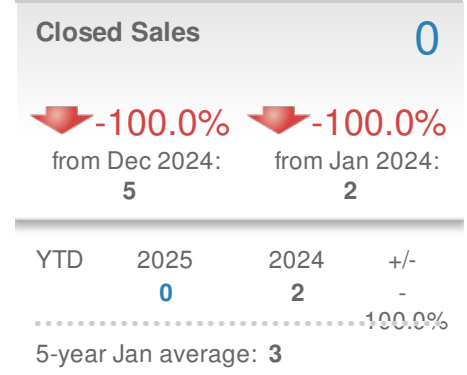 Closed Sales 0
-100.0% -100.0%
from Dec 2024: from Jan 2024:
5 2
YTD 2025 2024 +/-
0 2 -
100.0%
5-year Jan average: 3